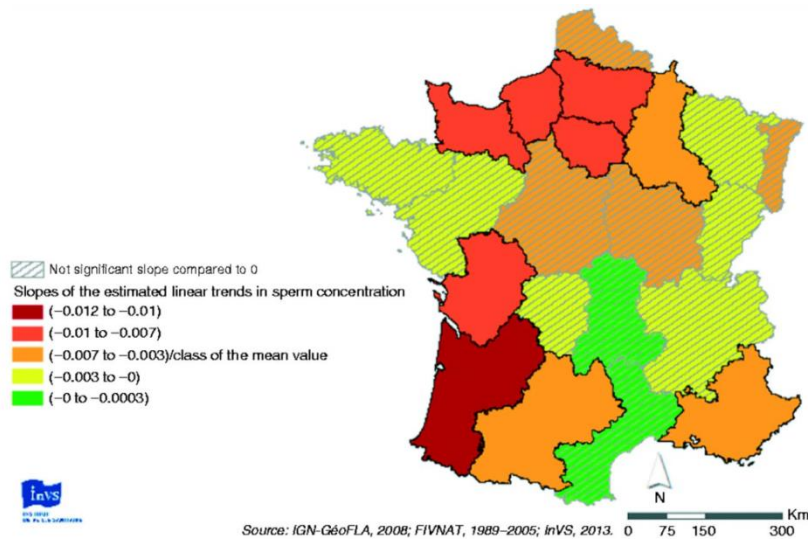 Not significant slope compared to 0
Slopes of the estimated linear trends in sperm concentration
(−0.012 to −0.01)
(−0.01 to −0.007)
(−0.007 to −0.003)/class of the mean value
(−0.003 to −0)
(−0 to −0.0003)
InVS
N
Km
Source: IGN-GéoFLA, 2008; FIVNAT, 1989–2005; InVS, 2013.
0 75 150 300